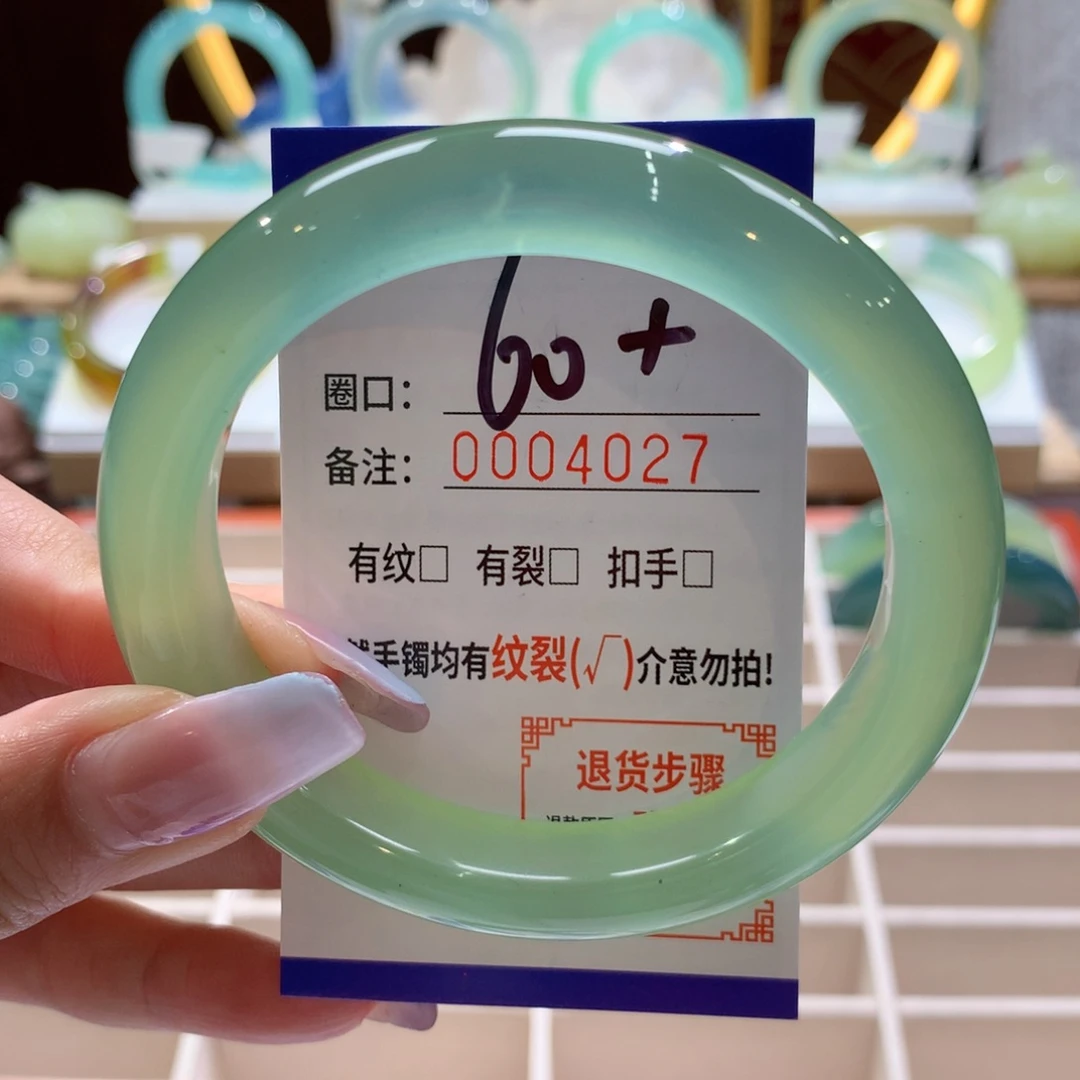 圈口： 60+
备注： 0004027
有纹□ 有裂□ 扣手□
手镯均有纹裂(√)介意勿拍!
退货步骤